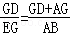 GD/EG = GD+AG/AB